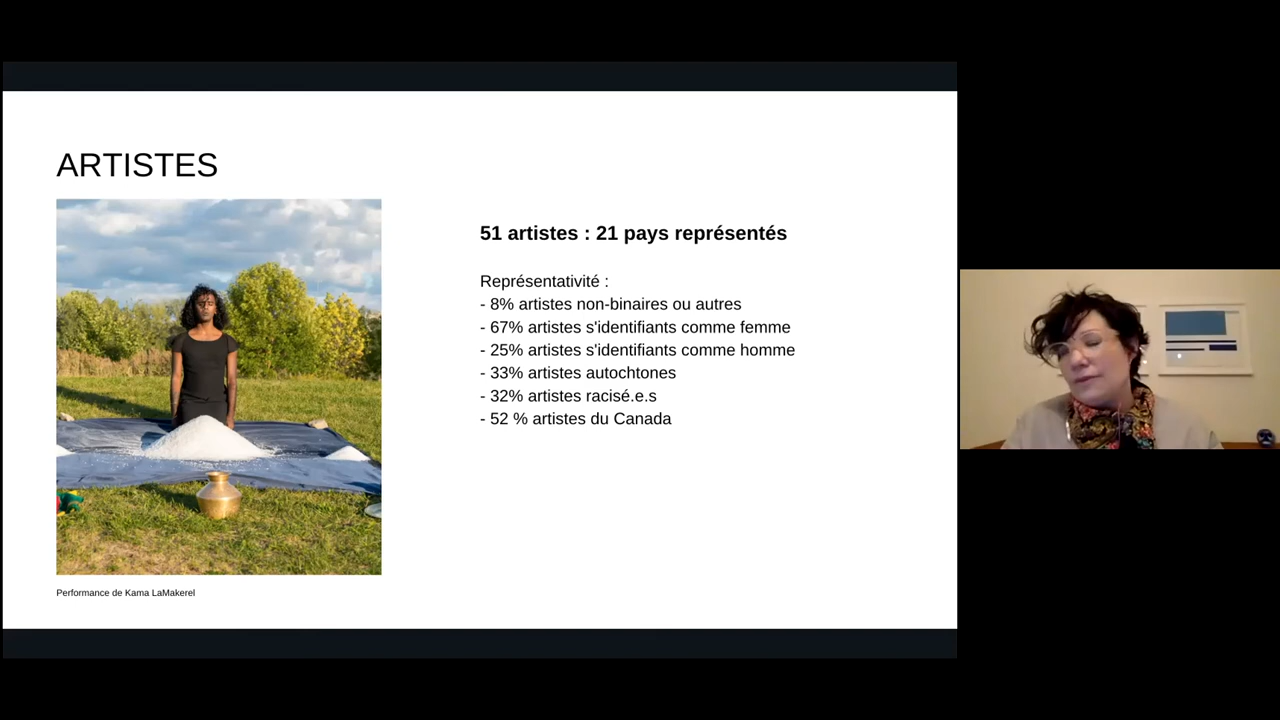 ARTISTES
51 artistes : 21 pays représentés
Représentativité :
- 8% artistes non-binaires ou autres
- 67% artistes s'identifiants comme femme
- 25% artistes s'identifiants comme homme
- 33% artistes autochtones
- 32% artistes racisé.e.s
- 52 % artistes du Canada
Performance de Kama LaMakerel